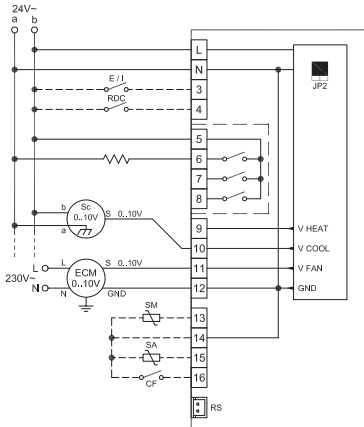 24V~
a b
L
N
JP2
E / I
3
RDC
4
5
6
7
8
b Sc S 0..10V
0..10V
a
9 V HEAT
10 V COOL
L L ECM S 0..10V 11 V FAN
230V~ 0..10V
N N GND 12 GND
SM
13
14
SA
15
CF
16
RS